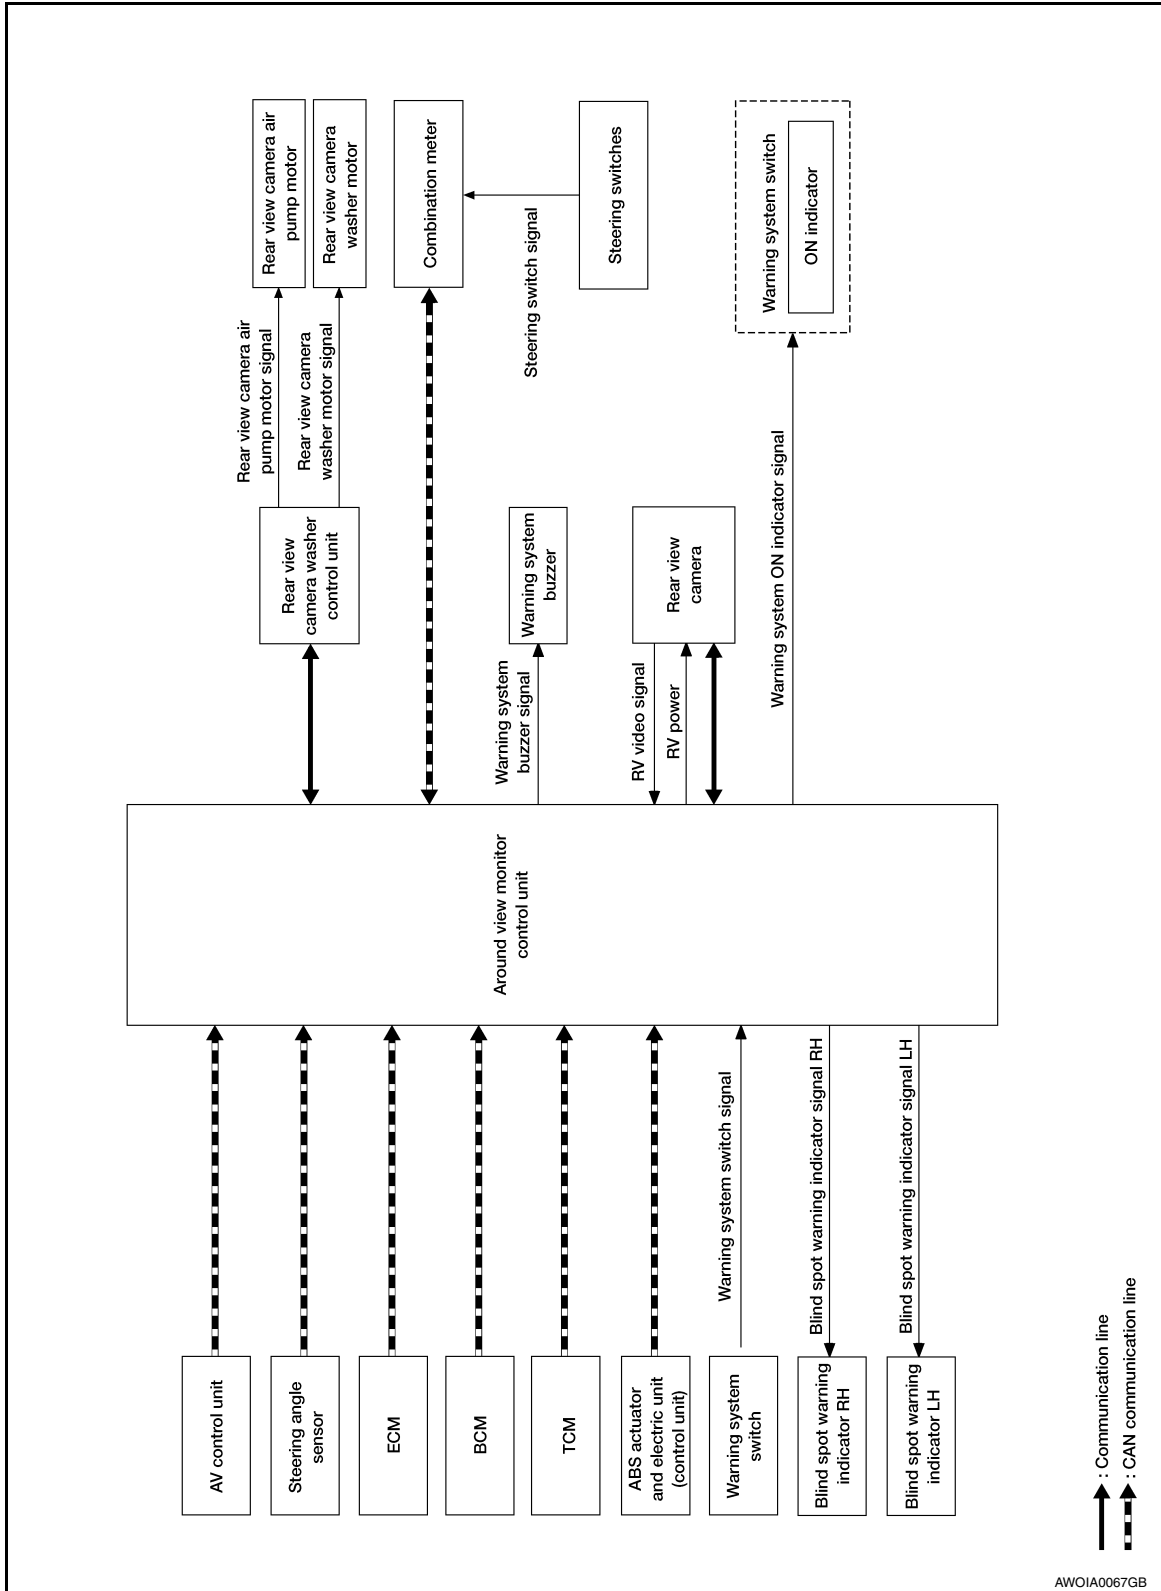 AV control unit
Steering angle
sensor
ECM
BCM
TCM
ABS actuator
and electric unit
(control unit)
Warning system
switch
Blind spot warning
indicator RH
Blind spot warning
indicator LH
Warning system switch signal
Blind spot warning indicator signal RH
Blind spot warning indicator signal LH
Around view monitor
control unit
Rear view
camera washer
control unit
Rear view camera air
pump motor signal
Rear view camera
washer motor signal
Rear view camera air
pump motor
Rear view camera
washer motor
Combination meter
Steering switch signal
Steering switches
Warning system
buzzer signal
Warning system
buzzer
RV video signal
RV power
Rear view
camera
Warning system ON indicator signal
Warning system switch
ON indicator
: Communication line
: CAN communication line
AWOIA0067GB